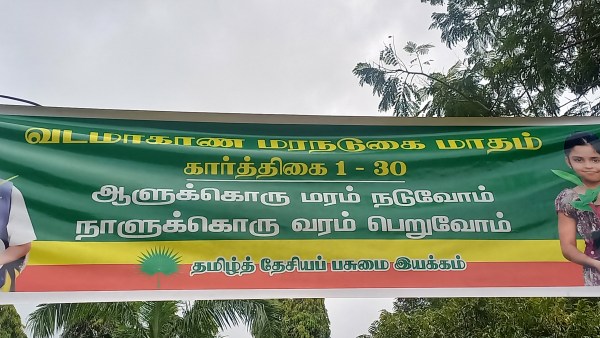 வடமாகாண மரநடுகை மாதம்
கார்த்திகை 1 - 30
ஆளுக்கொரு மரம் நடுவோம்
நாளுக்கொரு வரம் பெறுவோம்
தமிழ்த் தேசியப் பசுமை இயக்கம்